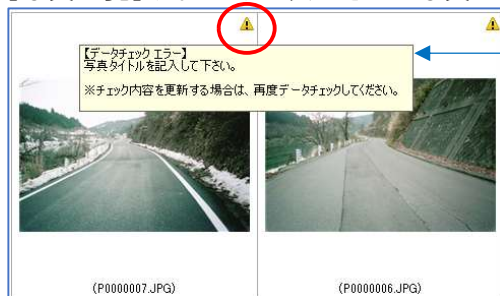 【データチェック エラー】
写真タイトルを記入して下さい。
※チェック内容を更新する場合は、再度データチェックしてください。
(P0000007.JPG)
(P0000006.JPG)